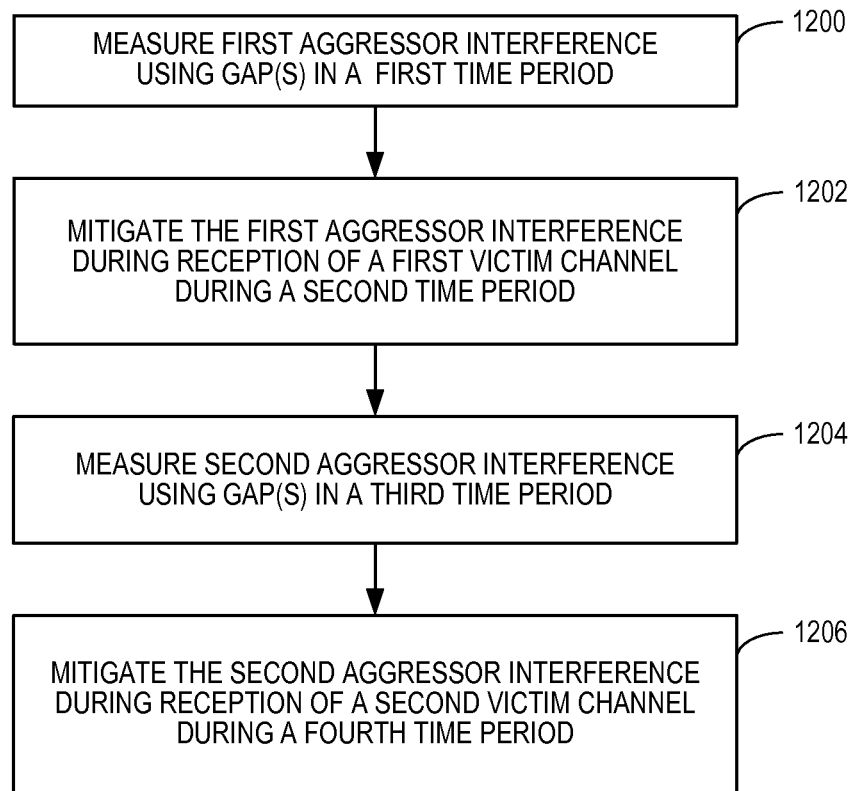 1200
MEASURE FIRST AGGRESSOR INTERFERENCE
USING GAP(S) IN A FIRST TIME PERIOD
1202
MITIGATE THE FIRST AGGRESSOR INTERFERENCE
DURING RECEPTION OF A FIRST VICTIM CHANNEL
DURING A SECOND TIME PERIOD
1204
MEASURE SECOND AGGRESSOR INTERFERENCE
USING GAP(S) IN A THIRD TIME PERIOD
1206
MITIGATE THE SECOND AGGRESSOR INTERFERENCE
DURING RECEPTION OF A SECOND VICTIM CHANNEL
DURING A FOURTH TIME PERIOD